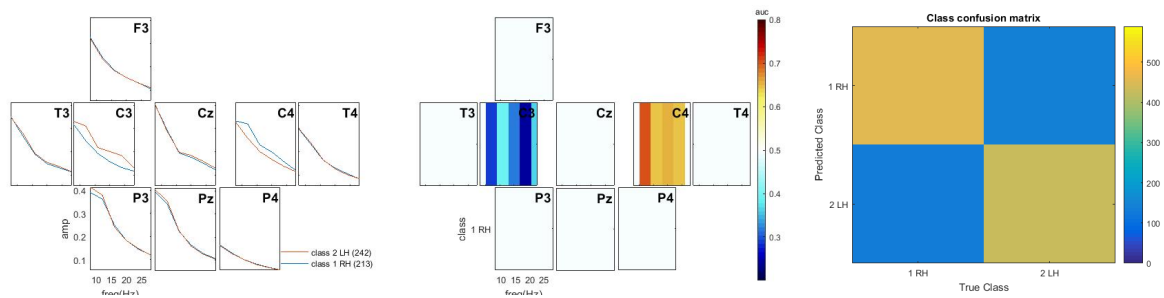 F3
T3 C3 Cz C4 T4
P3 Pz P4
0.4
0.3
0.2
0.1
amp
10 15 20 25
freq(Hz)
class 2 LH (242)
class 1 RH (213)
auc
F3
T3 C3 Cz C4 T4
P3 Pz P4
class
1 RH
10 15 20 25
freq(Hz)
0.8
0.7
0.6
0.5
0.4
0.3
Class confusion matrix
1 RH
2 LH
Predicted Class
1 RH 2 LH
True Class
500
400
300
200
100
0